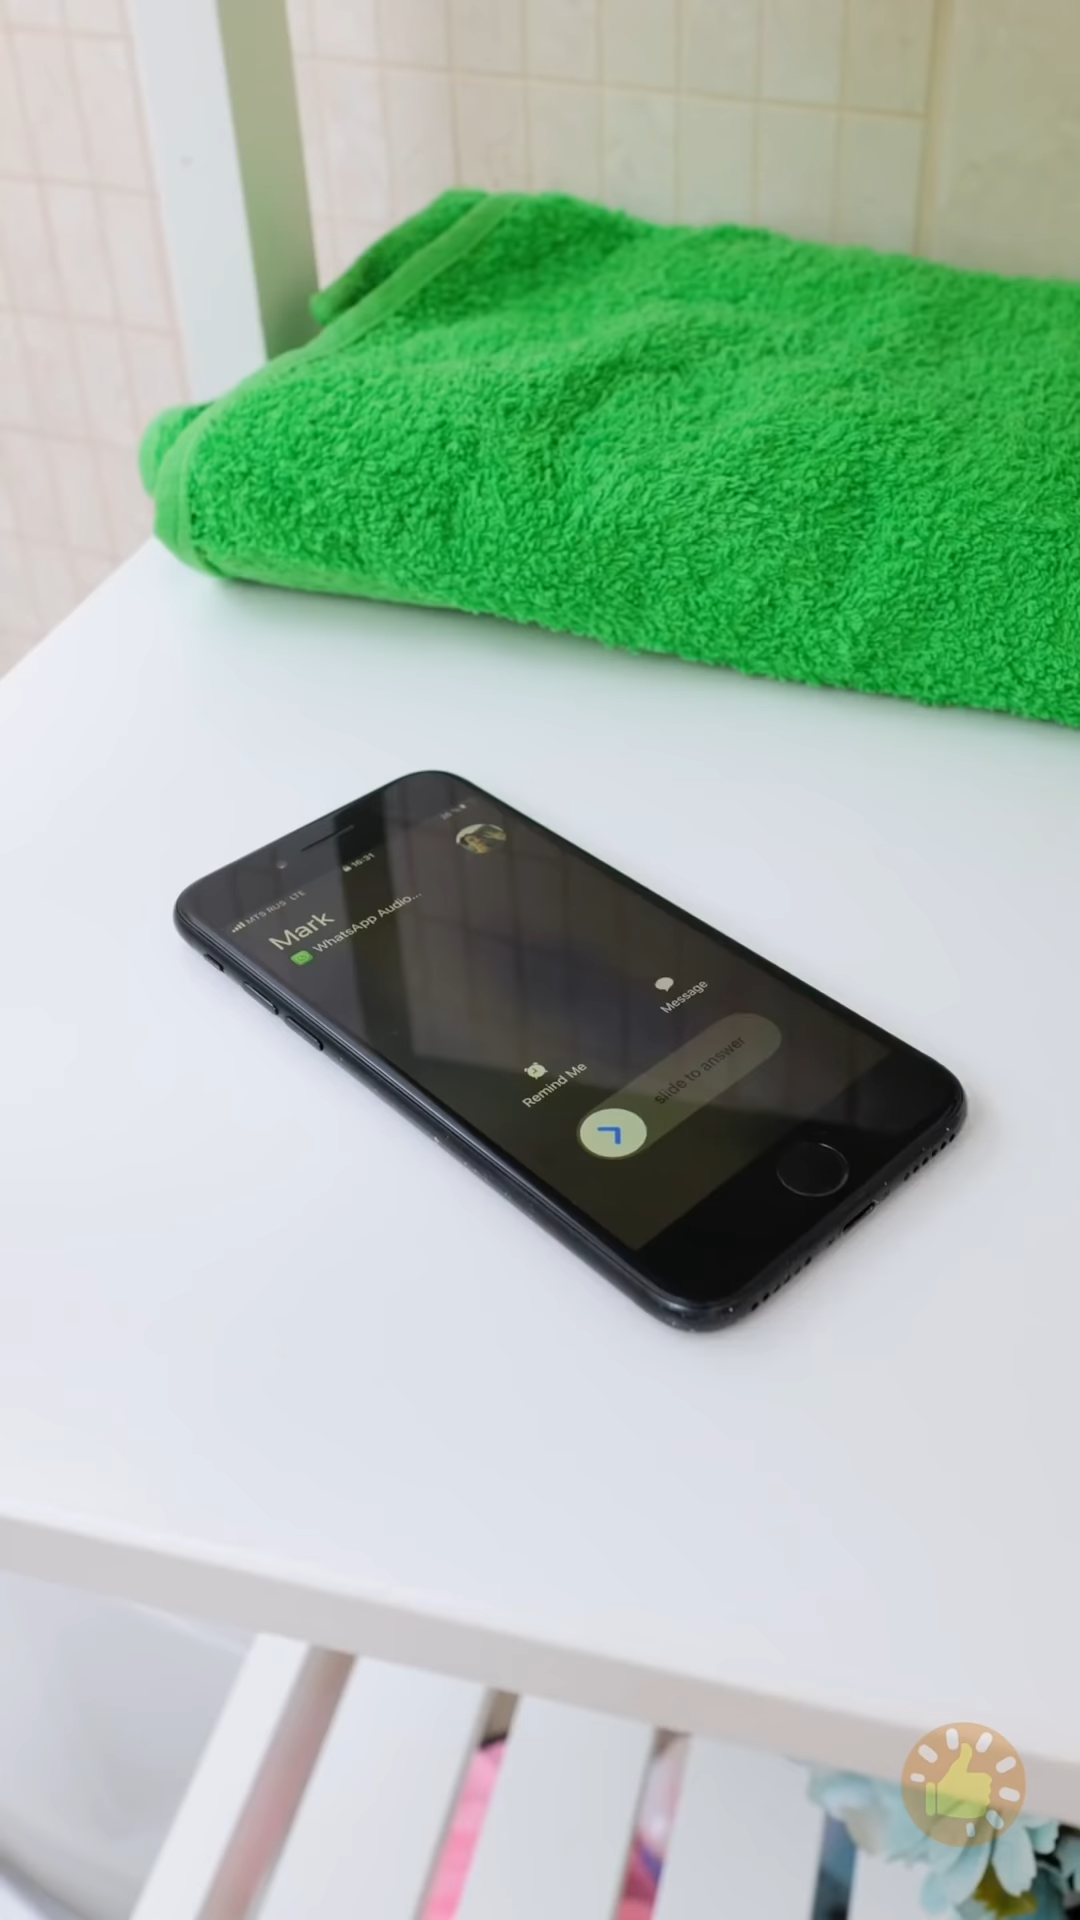 MTS RUS LTE
16:31
Mark
WhatsApp Audio...
Remind Me
Message
slide to answer